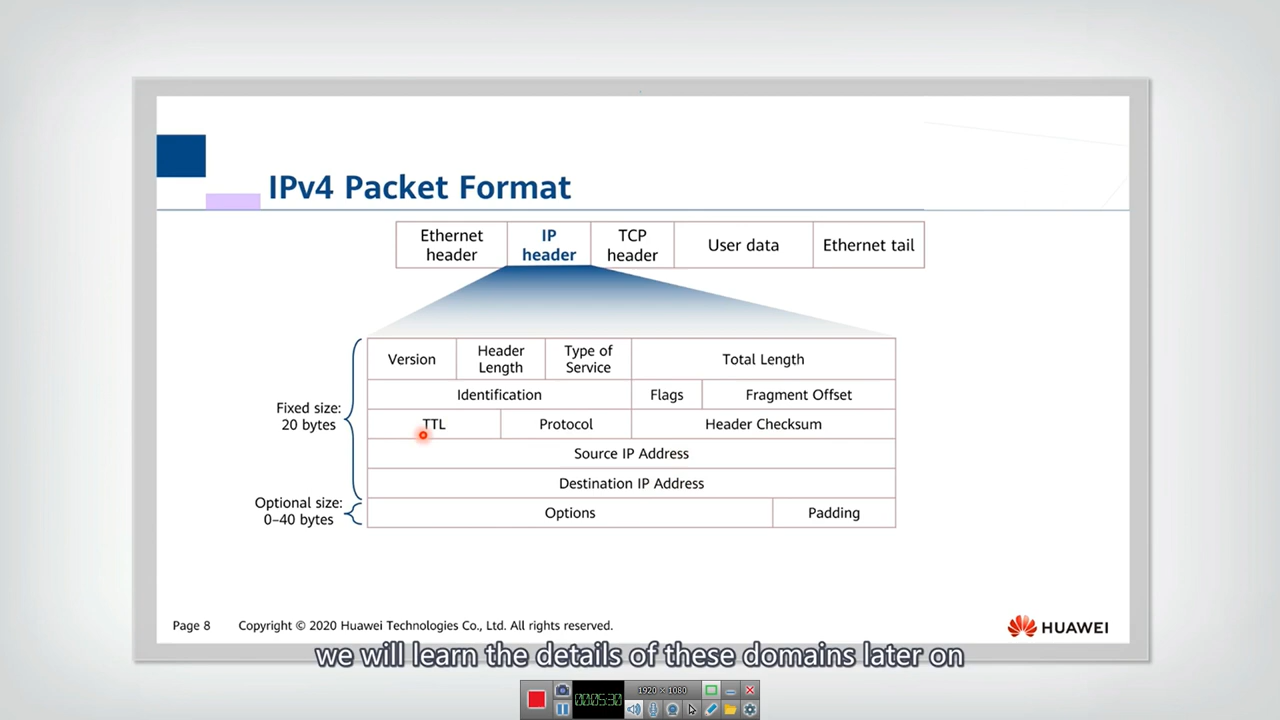 IPv4 Packet Format
Ethernet
header
IP
header
TCP
header
User data
Ethernet tail
Version
Header
Length
Type of
Service
Total Length
Identification
Flags
Fragment Offset
Fixed size:
20 bytes
TTL
Protocol
Header Checksum
Source IP Address
Destination IP Address
Optional size:
0–40 bytes
Options
Padding
Page 8
Copyright © 2020 Huawei Technologies Co., Ltd. All rights reserved.
HUAWEI
we will learn the details of these domains later on
1920 × 1080
00:05:30